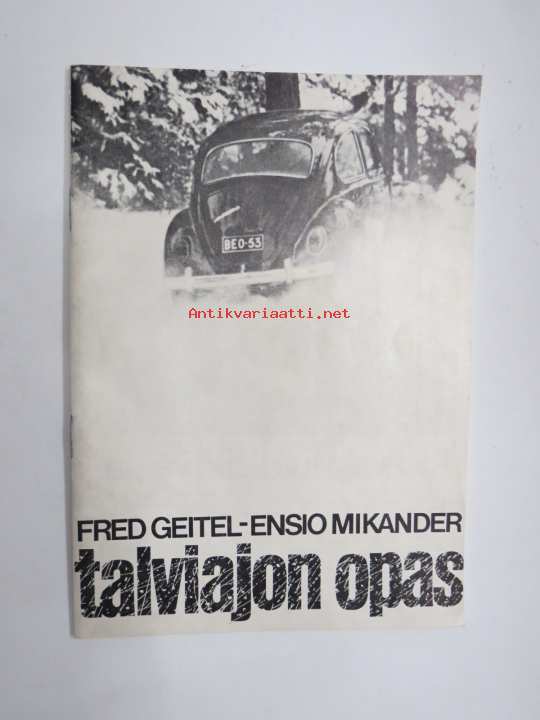 BEO-53
Antikvariaatti.net
FRED GEITEL-ENSIO MIKANDER
talviajon opas